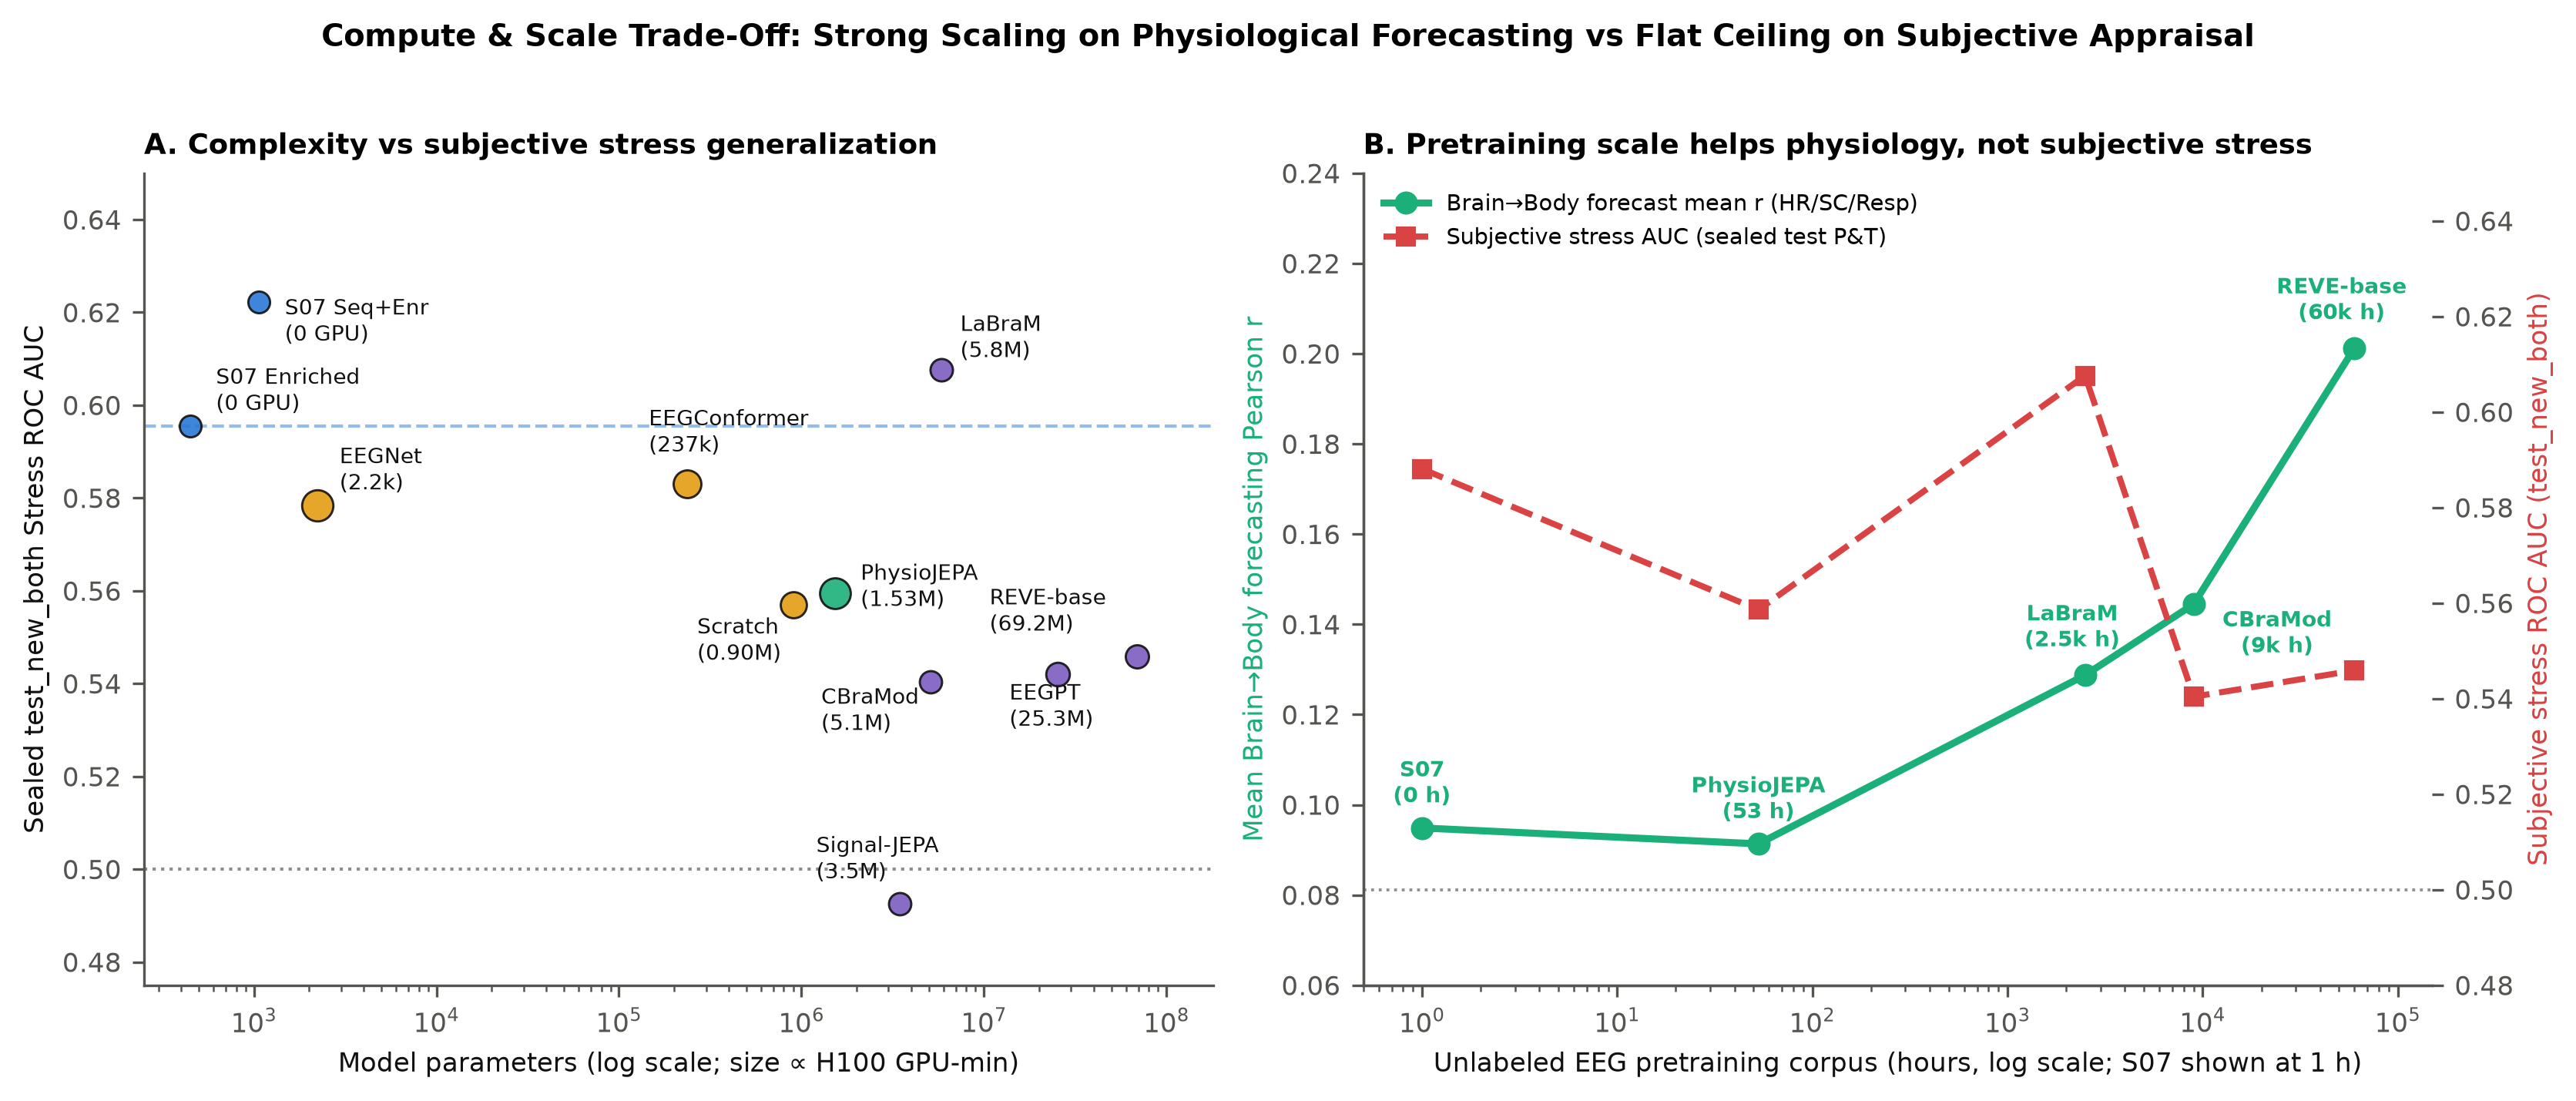 Compute & Scale Trade-Off: Strong Scaling on Physiological Forecasting vs Flat Ceiling on Subjective Appraisal
A. Complexity vs subjective stress generalization
Sealed test_new_both Stress ROC AUC
0.64
0.62
0.60
0.58
0.56
0.54
0.52
0.50
0.48
S07 Seq+Enr
(0 GPU)
S07 Enriched
(0 GPU)
EEGNet
(2.2k)
EEGConformer
(237k)
LaBraM
(5.8M)
PhysioJEPA
(1.53M)
Scratch
(0.90M)
REVE-base
(69.2M)
CBraMod
(5.1M)
EEGPT
(25.3M)
Signal-JEPA
(3.5M)
10³
10⁴
10⁵
10⁶
10⁷
10⁸
Model parameters (log scale; size ∝ H100 GPU-min)
B. Pretraining scale helps physiology, not subjective stress
Mean Brain→Body forecasting Pearson r
0.24
0.22
0.20
0.18
0.16
0.14
0.12
0.10
0.08
0.06
Brain→Body forecast mean r (HR/SC/Resp)
Subjective stress AUC (sealed test P&T)
REVE-base
(60k h)
LaBraM
(2.5k h)
CBraMod
(9k h)
S07
(0 h)
PhysioJEPA
(53 h)
0.64
0.62
0.60
0.58
0.56
0.54
0.52
0.50
0.48
Subjective stress ROC AUC (test_new_both)
10⁰
10¹
10²
10³
10⁴
10⁵
Unlabeled EEG pretraining corpus (hours, log scale; S07 shown at 1 h)